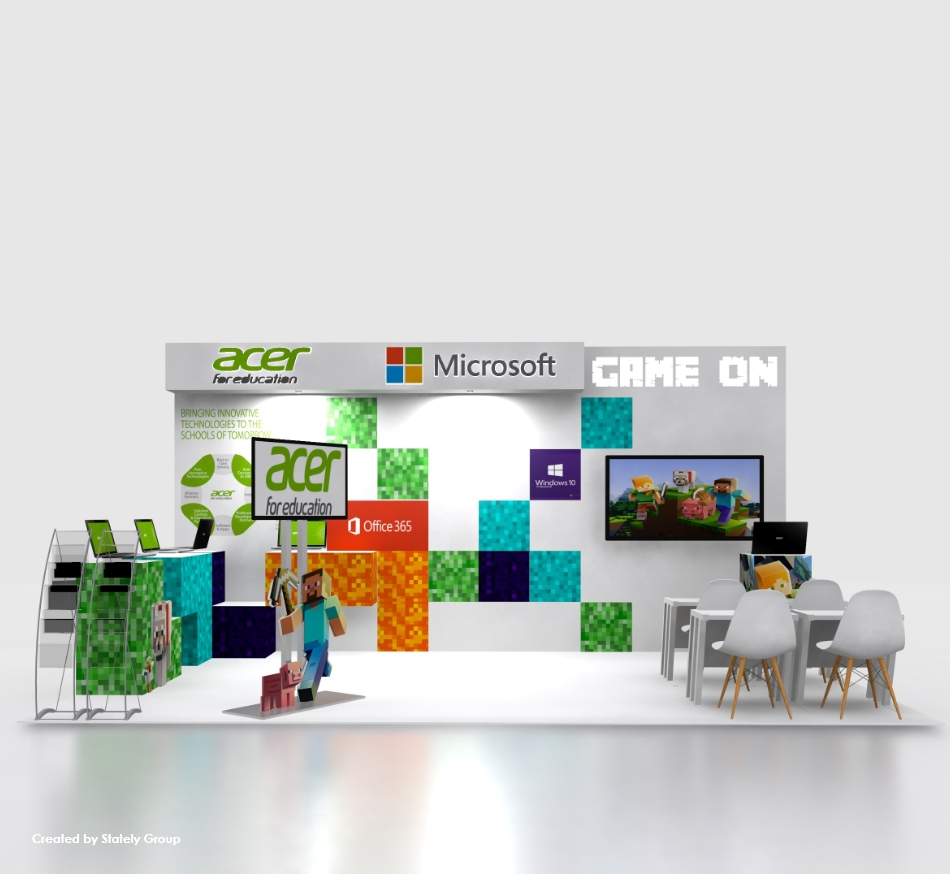 acer
for education
Microsoft
GAME ON
BRINGING INNOVATIVE
TECHNOLOGIES TO THE
SCHOOLS OF TOMORROW
acer
for education
acer
Windows 10
Office 365
Created by Stately Group